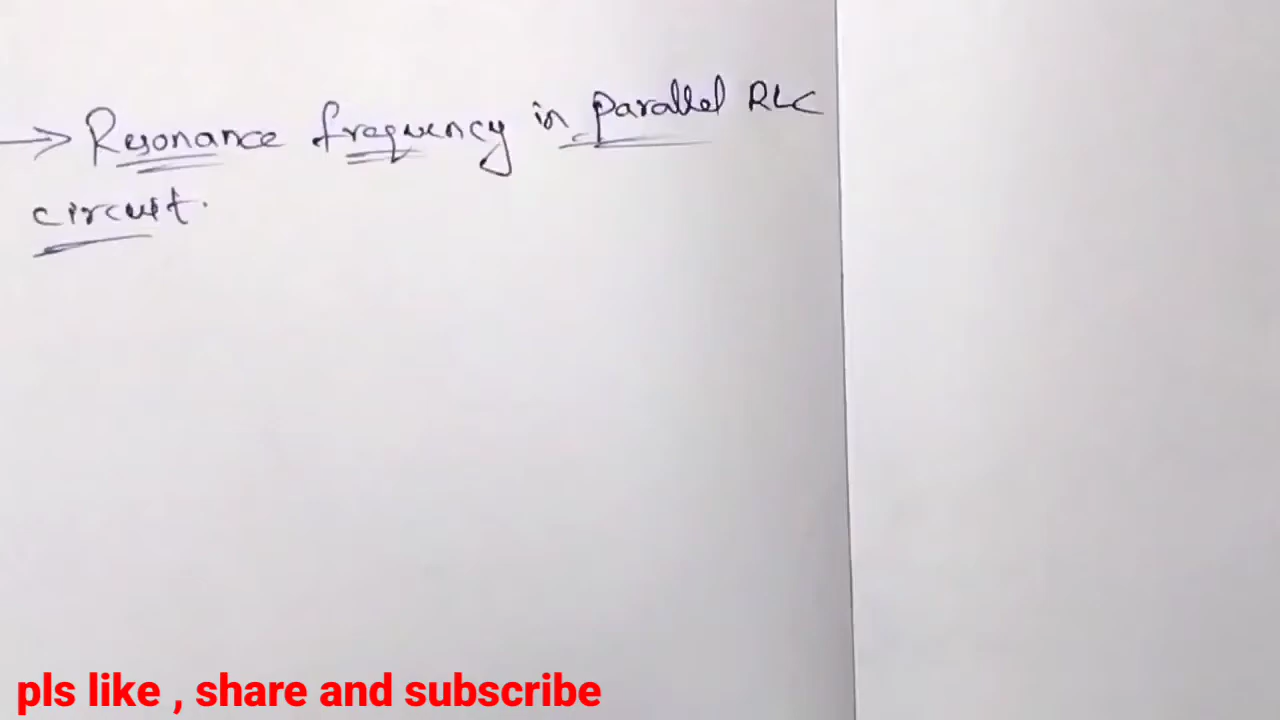 → Resonance frequency in parallel RLC
circuit.
pls like , share and subscribe